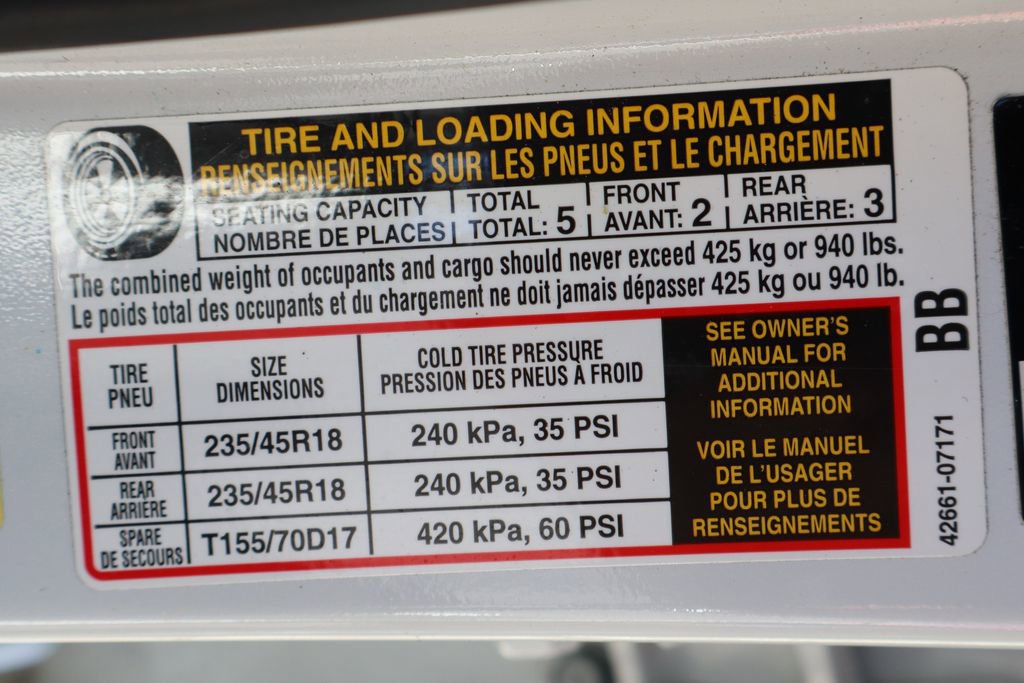 TIRE AND LOADING INFORMATION
RENSEIGNEMENTS SUR LES PNEUS ET LE CHARGEMENT
SEATING CAPACITY
NOMBRE DE PLACES
TOTAL
TOTAL: 5
FRONT
AVANT: 2
REAR
ARRIÈRE: 3
The combined weight of occupants and cargo should never exceed 425 kg or 940 lbs.
Le poids total des occupants et du chargement ne doit jamais dépasser 425 kg ou 940 lb.
TIRE
PNEU
SIZE
DIMENSIONS
COLD TIRE PRESSURE
PRESSION DES PNEUS À FROID
FRONT
AVANT
235/45R18
240 kPa, 35 PSI
REAR
ARRIÈRE
235/45R18
240 kPa, 35 PSI
SPARE
DE SECOURS
T155/70D17
420 kPa, 60 PSI
SEE OWNER'S
MANUAL FOR
ADDITIONAL
INFORMATION
VOIR LE MANUEL
DE L'USAGER
POUR PLUS DE
RENSEIGNEMENTS
BB
42661-07171